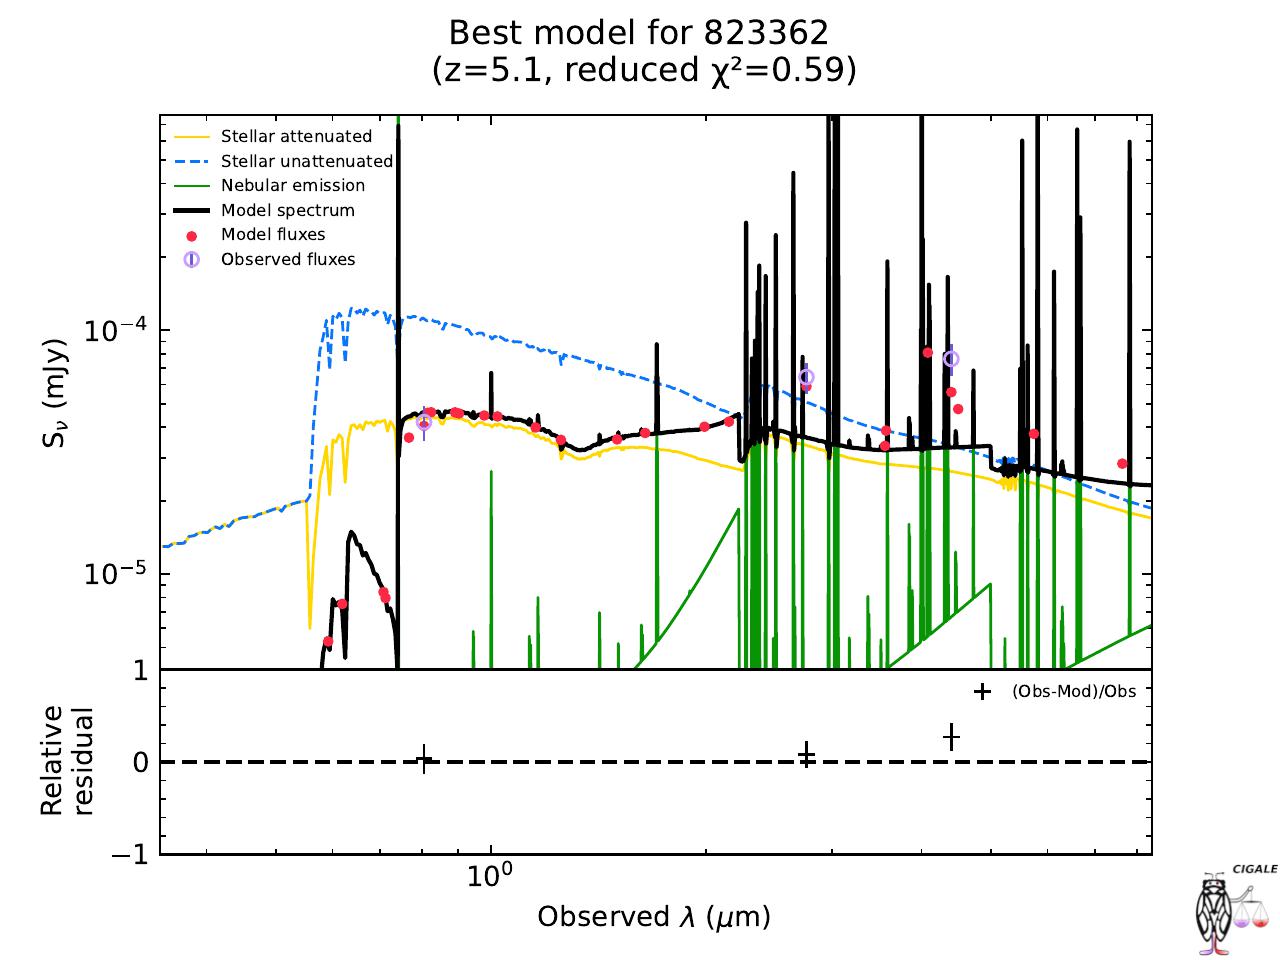 Best model for 823362
(z=5.1, reduced χ²=0.59)
Stellar attenuated
Stellar unattenuated
Nebular emission
Model spectrum
Model fluxes
Observed fluxes
10⁻⁴
10⁻⁵
Sν (mJy)
1
0
−1
Relative
residual
(Obs-Mod)/Obs
10⁰
Observed λ (μm)
CIGALE